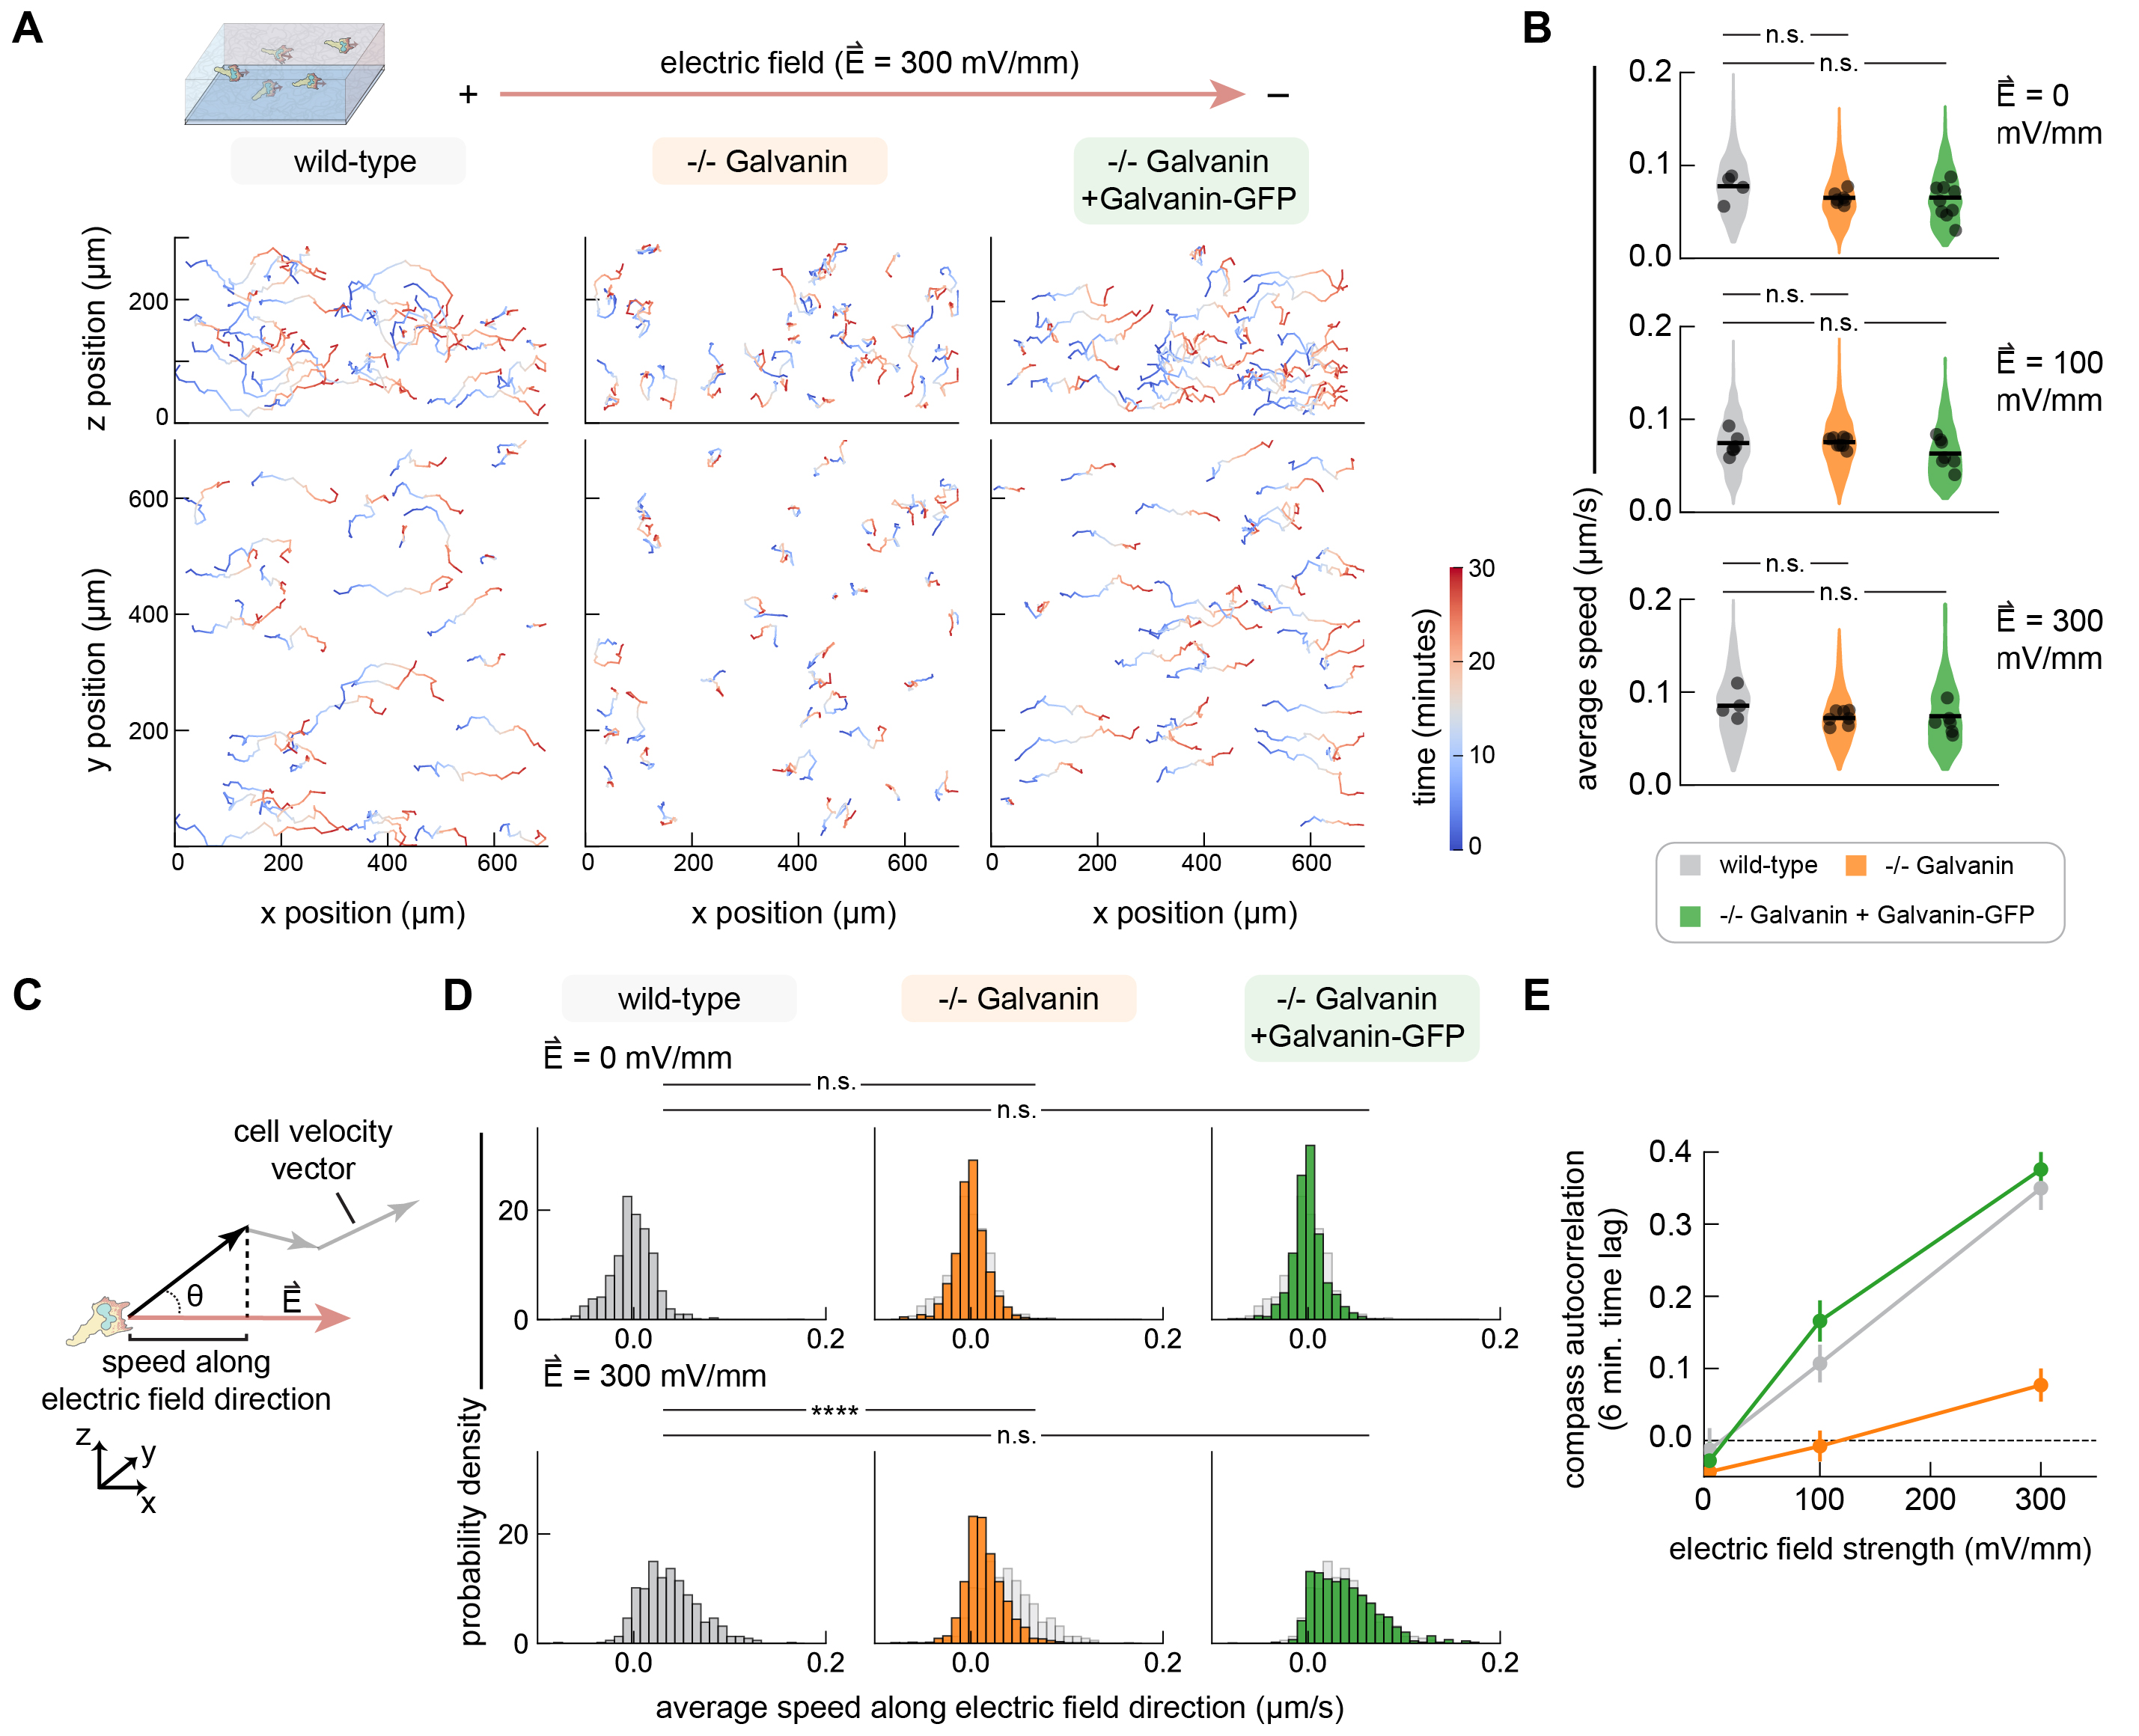 A
electric field (E⃗ = 300 mV/mm)
+
–
wild-type
-/- Galvanin
-/- Galvanin
+Galvanin-GFP
z position (µm)
200
0
y position (µm)
600
400
200
0
200
400
600
0
200
400
600
0
200
400
600
x position (µm)
x position (µm)
x position (µm)
time (minutes)
30
20
10
0
B
average speed (µm/s)
n.s.
n.s.
0.2
0.1
0.0
E⃗ = 0
mV/mm
n.s.
n.s.
0.2
0.1
0.0
E⃗ = 100
mV/mm
n.s.
n.s.
0.2
0.1
0.0
E⃗ = 300
mV/mm
wild-type
-/- Galvanin
-/- Galvanin + Galvanin-GFP
C
cell velocity
vector
θ
E⃗
speed along
electric field direction
z
y
x
D
wild-type
-/- Galvanin
-/- Galvanin
+Galvanin-GFP
E⃗ = 0 mV/mm
n.s.
n.s.
probability density
20
0
0.0
0.2
0.0
0.2
0.0
0.2
E⃗ = 300 mV/mm
****
n.s.
20
0
0.0
0.2
0.0
0.2
0.0
0.2
average speed along electric field direction (µm/s)
E
compass autocorrelation
(6 min. time lag)
0.4
0.3
0.2
0.1
0.0
0
100
200
300
electric field strength (mV/mm)